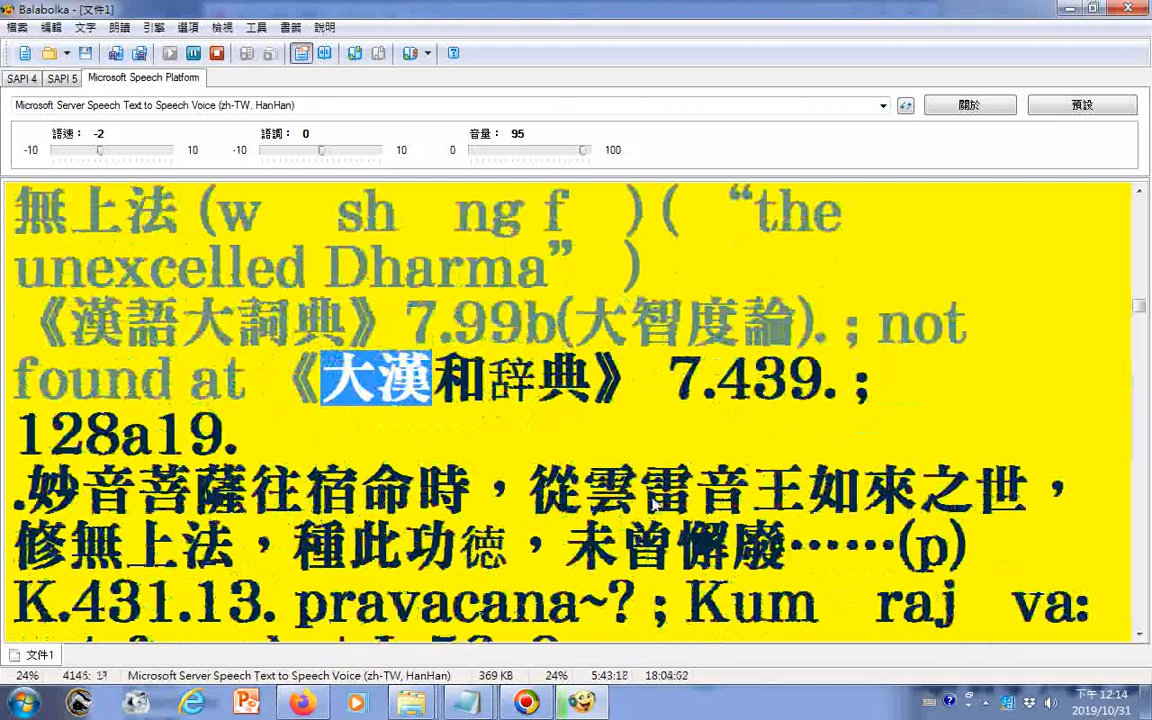 Balabolka - [文件1]
檔案 編輯 文字 朗讀 引擎 選項 檢視 工具 書籤 說明
SAPI 4 SAPI 5 Microsoft Speech Platform
Microsoft Server Speech Text to Speech Voice (zh-TW, HanHan) 關於 預設
語速： -2 語調： 0 音量： 95
-10 10 -10 10 0 100
無上法 (w sh ng f ) ( “the
unexcelled Dharma” )
《漢語大詞典》 7.99b(大智度論). ; not
found at 《大漢和辞典》 7.439. ;
128a19.
.妙音菩薩往宿命時，從雲雷音王如來之世，
修無上法，種此功徳，未曾懈廢……(p)
K.431.13. pravacana~? ; Kum raj va:
文件1
24% 4145: 13 Microsoft Server Speech Text to Speech Voice (zh-TW, HanHan) 369 KB 24% 5:43:18 18:04:52
下午 12:14
2019/10/31